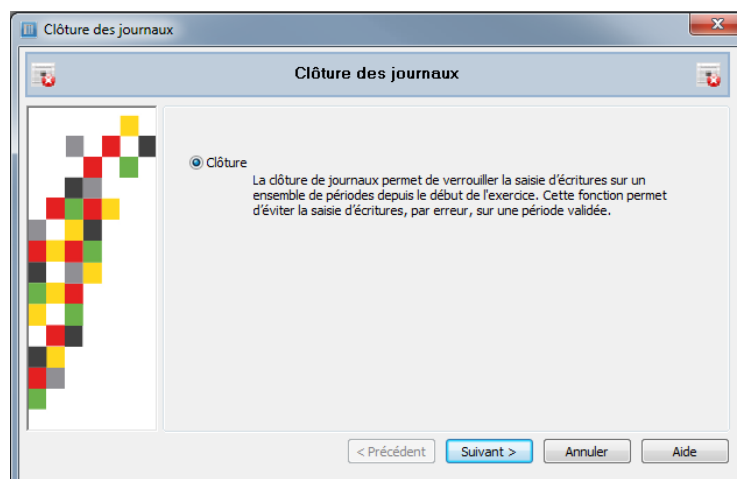 Clôture des journaux
Clôture des journaux
Clôture
La clôture de journaux permet de verrouiller la saisie d'écritures sur un
ensemble de périodes depuis le début de l'exercice. Cette fonction permet
d'éviter la saisie d'écritures, par erreur, sur une période validée.
< Précédent Suivant > Annuler Aide